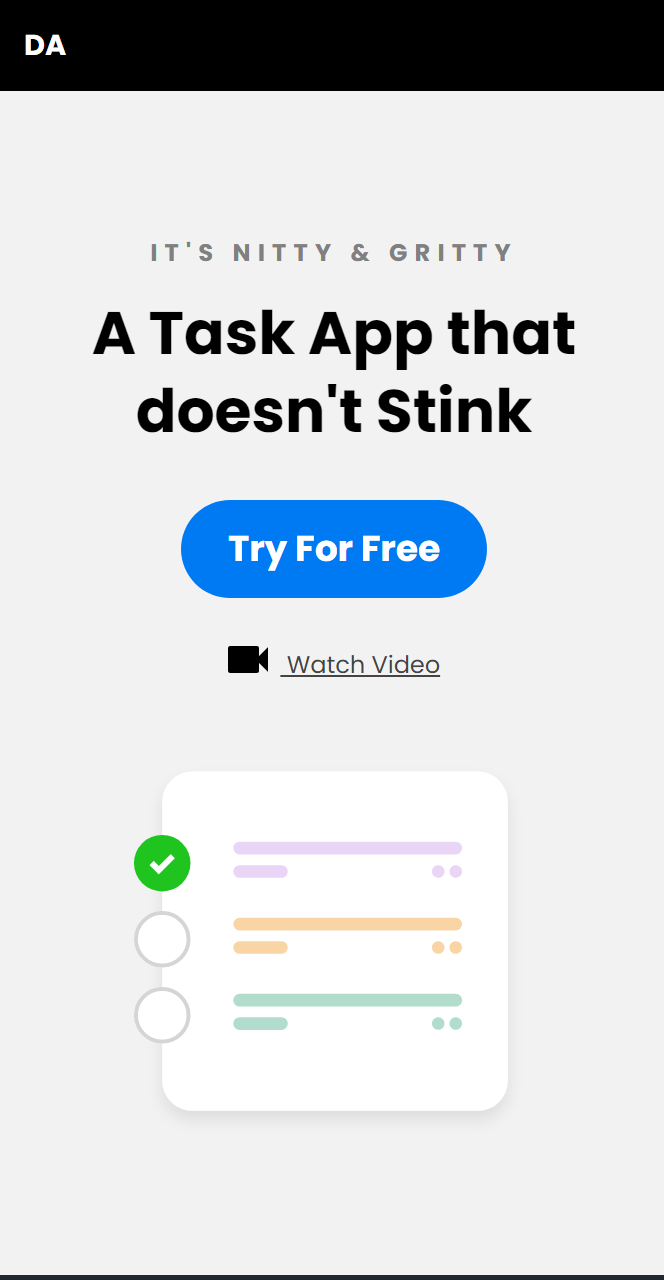 DA
IT'S NITTY & GRITTY
A Task App that
doesn't Stink
Try For Free
Watch Video